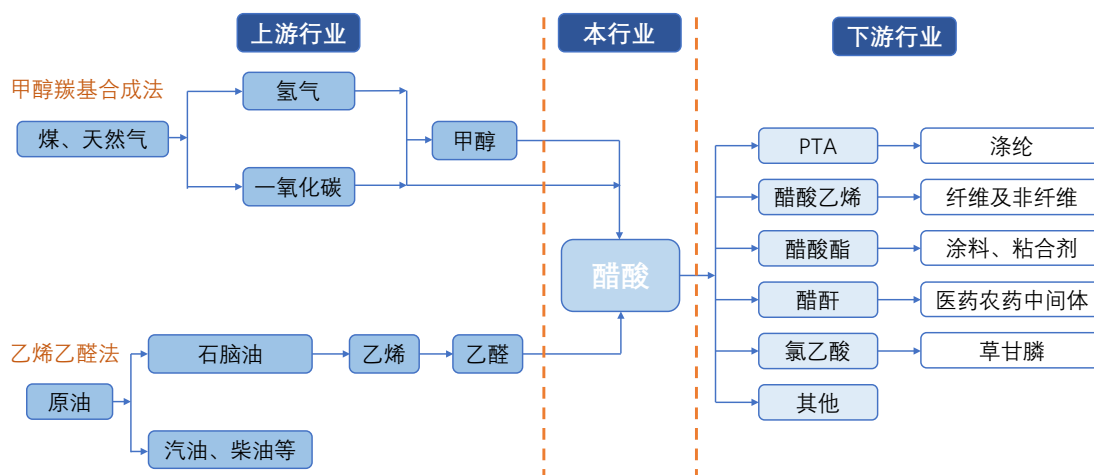 上游行业
本行业
下游行业
甲醇羰基合成法
煤、天然气
氢气
一氧化碳
甲醇
醋酸
乙烯乙醛法
原油
石脑油
乙烯
乙醛
汽油、柴油等
PTA
涤纶
醋酸乙烯
纤维及非纤维
醋酸酯
涂料、粘合剂
醋酐
医药农药中间体
氯乙酸
草甘膦
其他